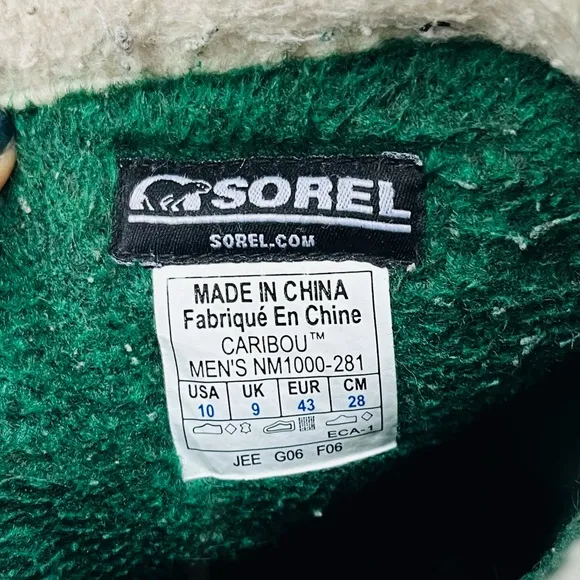 SOREL
SOREL.COM
MADE IN CHINA
Fabriqué En Chine
CARIBOU™
MEN'S NM1000-281
USA UK EUR CM
10 9 43 28
ECA-1
JEE G06 F06